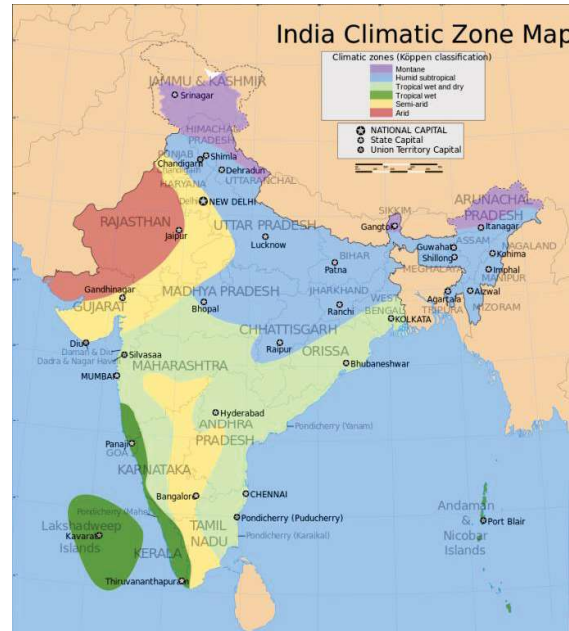 India Climatic Zone Map
Climatic zones (Köppen classification)
Montane
Humid subtropical
Tropical wet and dry
Tropical wet
Semi-arid
Arid
NATIONAL CAPITAL
State Capital
Union Territory Capital
JAMMU & KASHMIR
Srinagar
HIMACHAL
PRADESH
PUNJAB
Shimla
Chandigarh
Chandigarh
Dehradun
UTTARANCHAL
HARYANA
Delhi
NEW DELHI
RAJASTHAN
Jaipur
UTTAR PRADESH
Lucknow
SIKKIM
Gangtok
ARUNACHAL
PRADESH
Itanagar
ASSAM
NAGALAND
Guwahati
Kohima
Shillong
MEGHALAYA
Imphal
MANIPUR
BIHAR
Patna
Gandhinagar
GUJARAT
MADHYA PRADESH
Bhopal
JHARKHAND
Ranchi
WEST
BENGAL
KOLKATA
Agartala
TRIPURA
Aizwal
MIZORAM
CHHATTISGARH
Raipur
ORISSA
Bhubaneshwar
Diu
Daman & Diu
Dadra & Nagar Haveli
Silvasaa
MAHARASHTRA
MUMBAI
Hyderabad
ANDHRA
PRADESH
Pondicherry (Yanam)
Panaji
GOA
KARNATAKA
Bangalore
CHENNAI
Pondicherry (Mahe)
Pondicherry (Puducherry)
Pondicherry (Karaikal)
TAMIL
NADU
Lakshadweep
Islands
Kavarati
KERALA
Thiruvananthapuram
Andaman
&
Nicobar
Islands
Port Blair